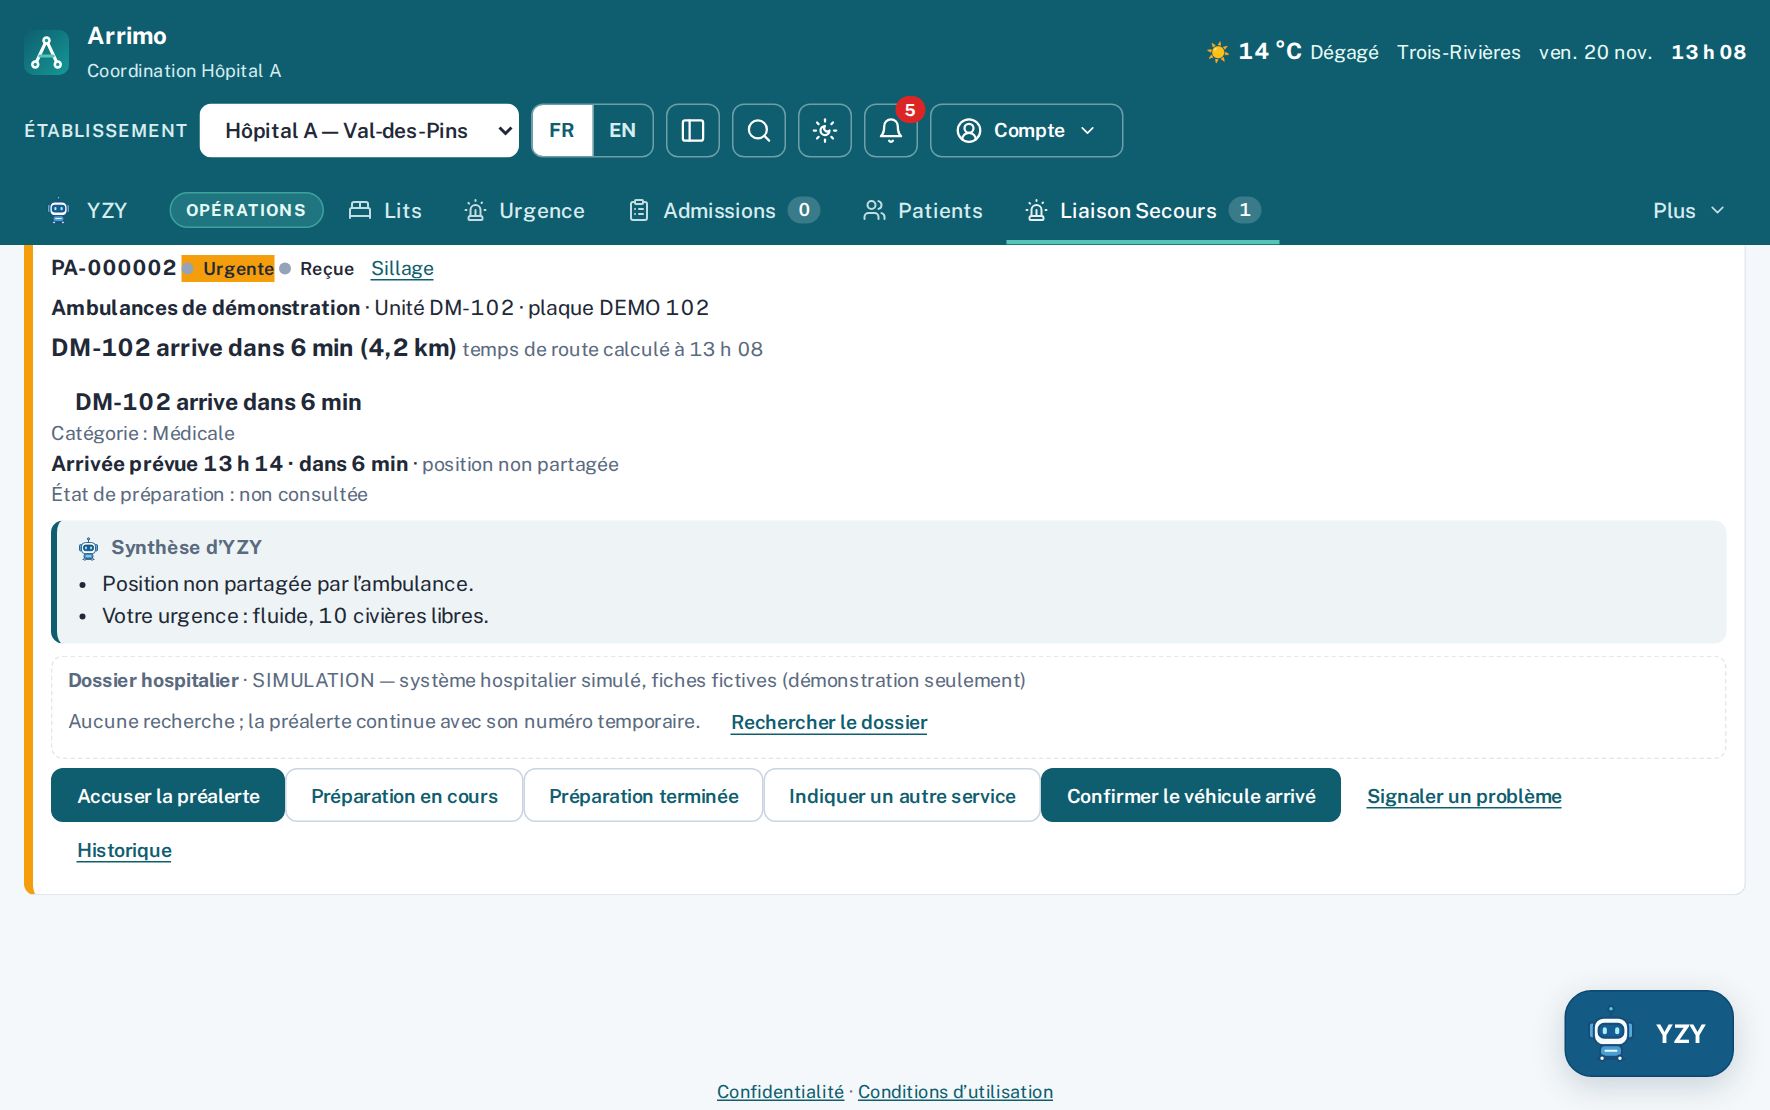 Arrimo
Coordination Hôpital A
☀️ 14 °C Dégagé Trois-Rivières ven. 20 nov. 13 h 08
ÉTABLISSEMENT Hôpital A — Val-des-Pins FR EN 5 Compte
YZY OPÉRATIONS Lits Urgence Admissions 0 Patients Liaison Secours 1 Plus
PA-000002 Urgente Reçue Sillage
Ambulances de démonstration · Unité DM-102 · plaque DEMO 102
DM-102 arrive dans 6 min (4,2 km) temps de route calculé à 13 h 08
DM-102 arrive dans 6 min
Catégorie : Médicale
Arrivée prévue 13 h 14 · dans 6 min · position non partagée
État de préparation : non consultée
Synthèse d’YZY
• Position non partagée par l’ambulance.
• Votre urgence : fluide, 10 civières libres.
Dossier hospitalier · SIMULATION — système hospitalier simulé, fiches fictives (démonstration seulement)
Aucune recherche ; la préalerte continue avec son numéro temporaire. Rechercher le dossier
Accuser la préalerte Préparation en cours Préparation terminée Indiquer un autre service Confirmer le véhicule arrivé Signaler un problème
Historique
YZY
Confidentialité · Conditions d’utilisation